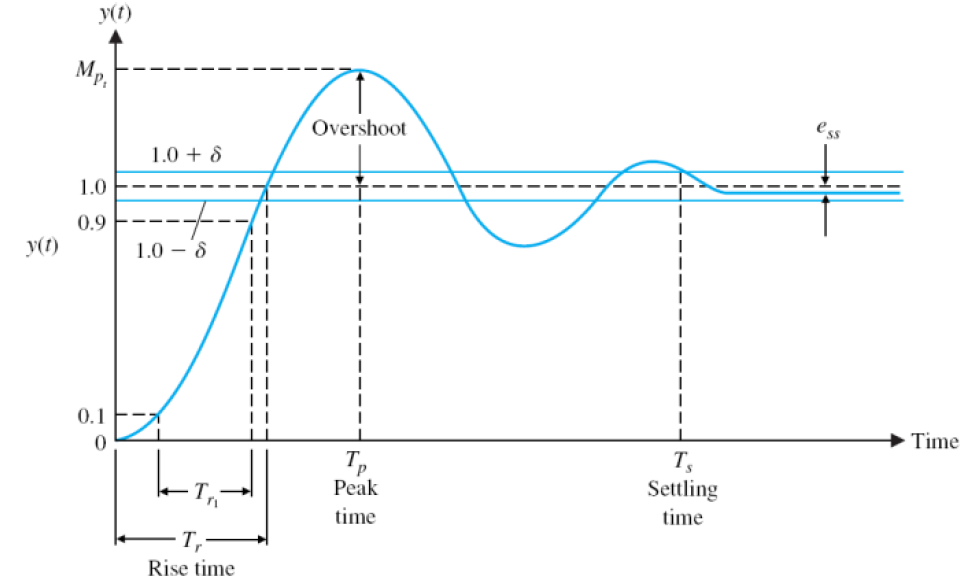 y(t)
M_{p_t}
Overshoot
e_{ss}
1.0 + δ
1.0
0.9
y(t)
1.0 − δ
0.1
0
Time
T_p
Peak
time
T_s
Settling
time
T_{r_1}
T_r
Rise time